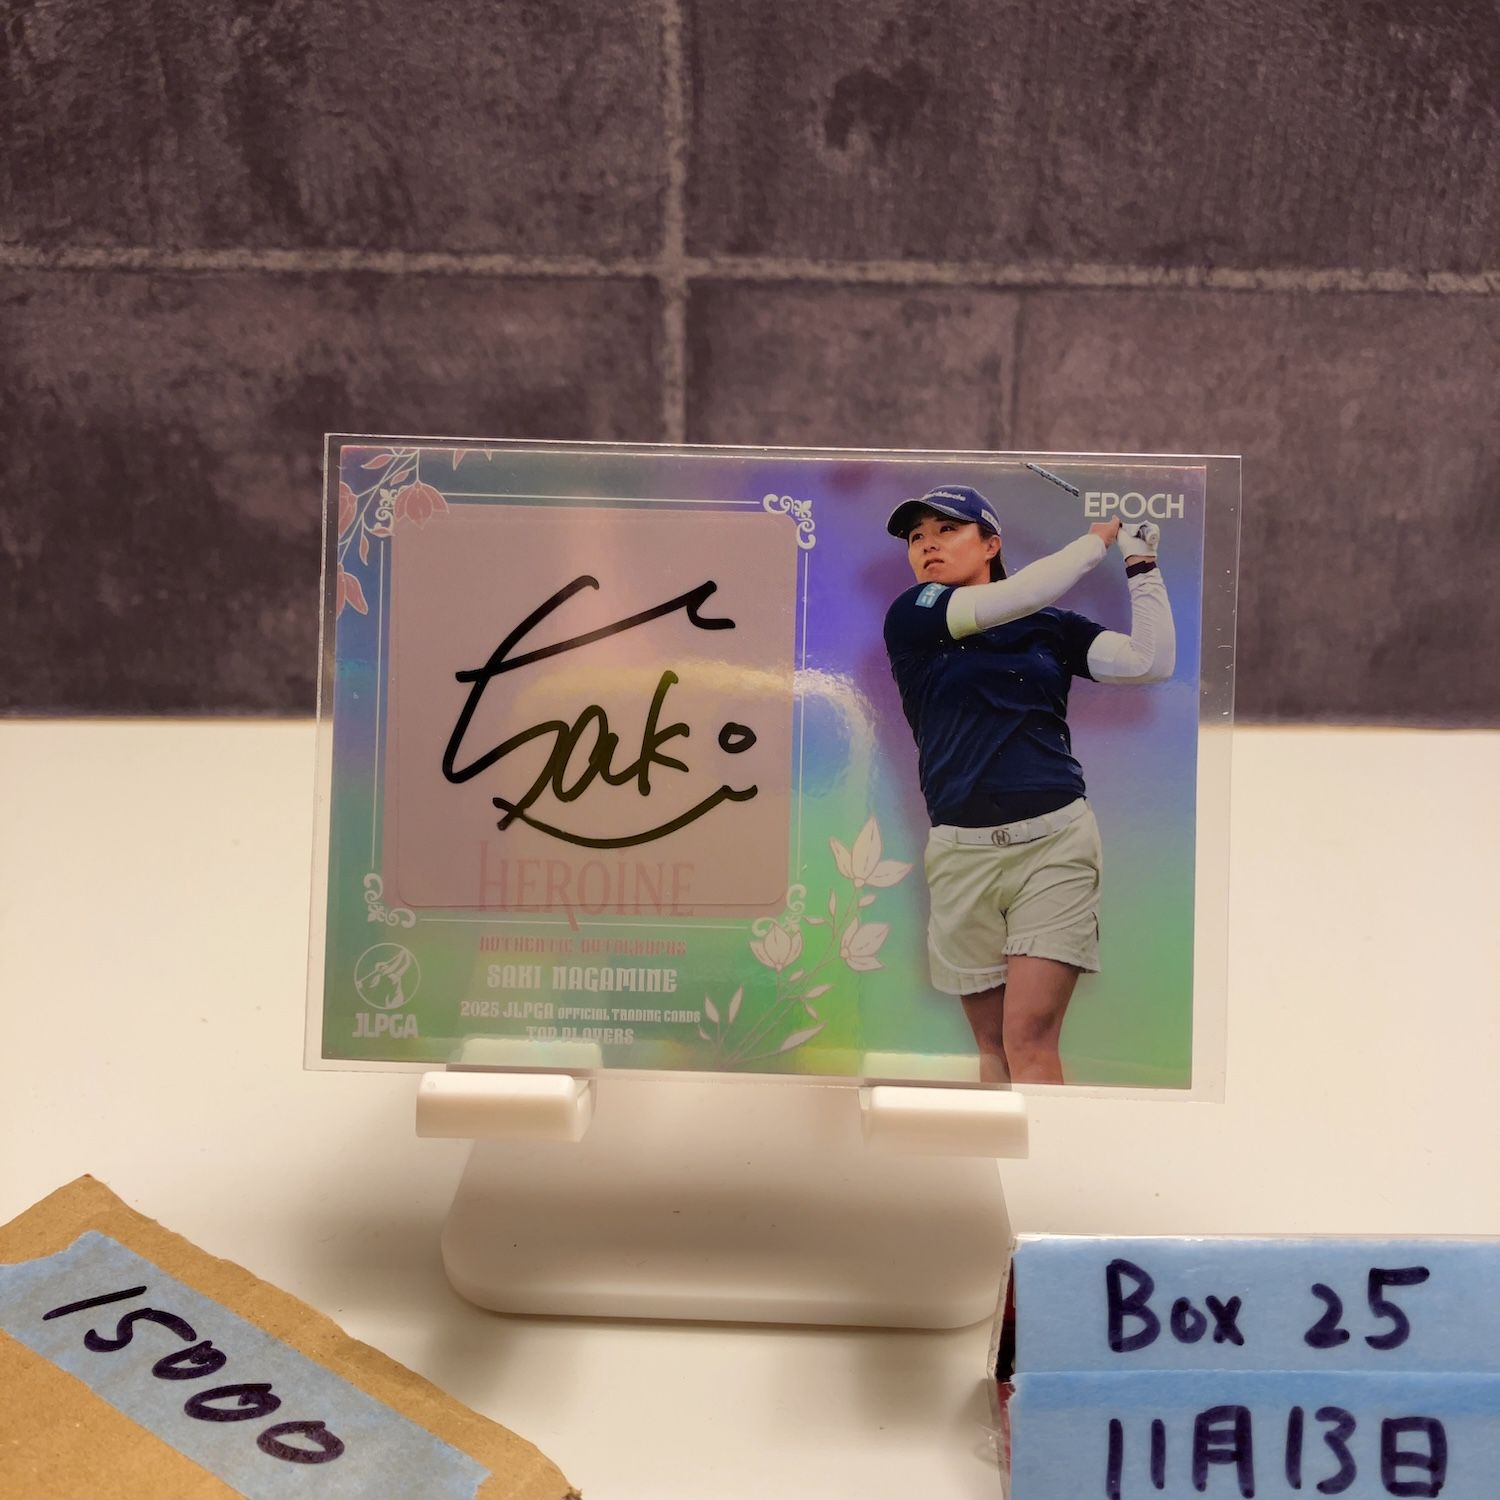 EPOCH
Saki
HEROINE
AUTHENTIC AUTOGRAPHS
SAKI NAGAMINE
2025 JLPGA OFFICIAL TRADING CARDS
TOP PLAYERS
JLPGA
15000
Box 25
11月13日